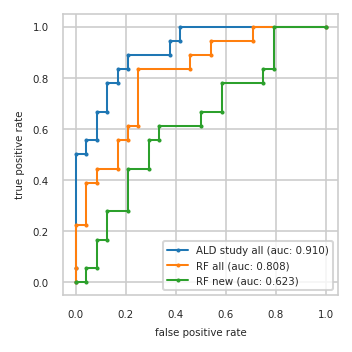 1.0
0.8
0.6
0.4
0.2
0.0
true positive rate
0.0 0.2 0.4 0.6 0.8 1.0
false positive rate
ALD study all (auc: 0.910)
RF all (auc: 0.808)
RF new (auc: 0.623)